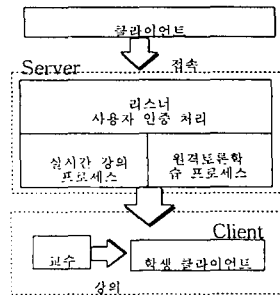 클라이언트
Server
접속
리스너
사용자 인증 처리
실시간 강의
프로세스
원격토론학
습 프로세스
Client
교수
학생 클라이언트
강의